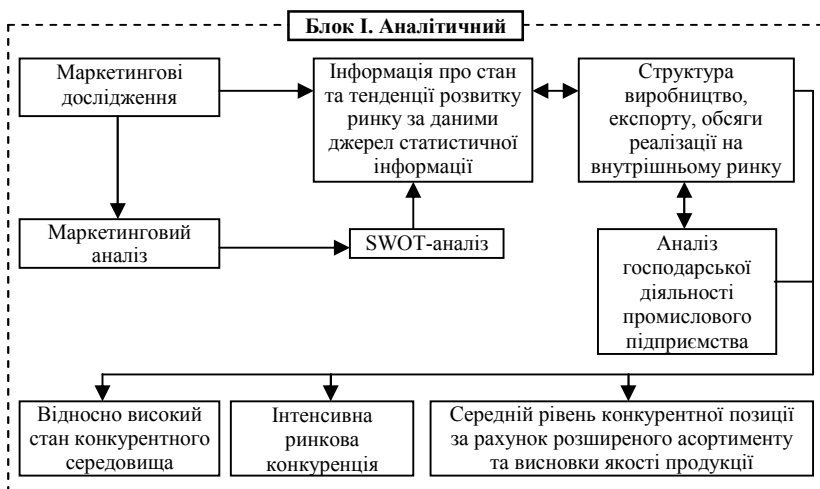 Блок I. Аналітичний
Маркетингові
дослідження
Інформація про стан
та тенденції розвитку
ринку за даними
джерел статистичної
інформації
Структура
виробництво,
експорту, обсяги
реалізації на
внутрішньому ринку
Маркетинговий
аналіз
SWOT-аналіз
Аналіз
господарської
діяльності
промислового
підприємства
Відносно високий
стан конкурентного
середовища
Інтенсивна
ринкова
конкуренція
Середній рівень конкурентної позиції
за рахунок розширеного асортименту
та висновки якості продукції